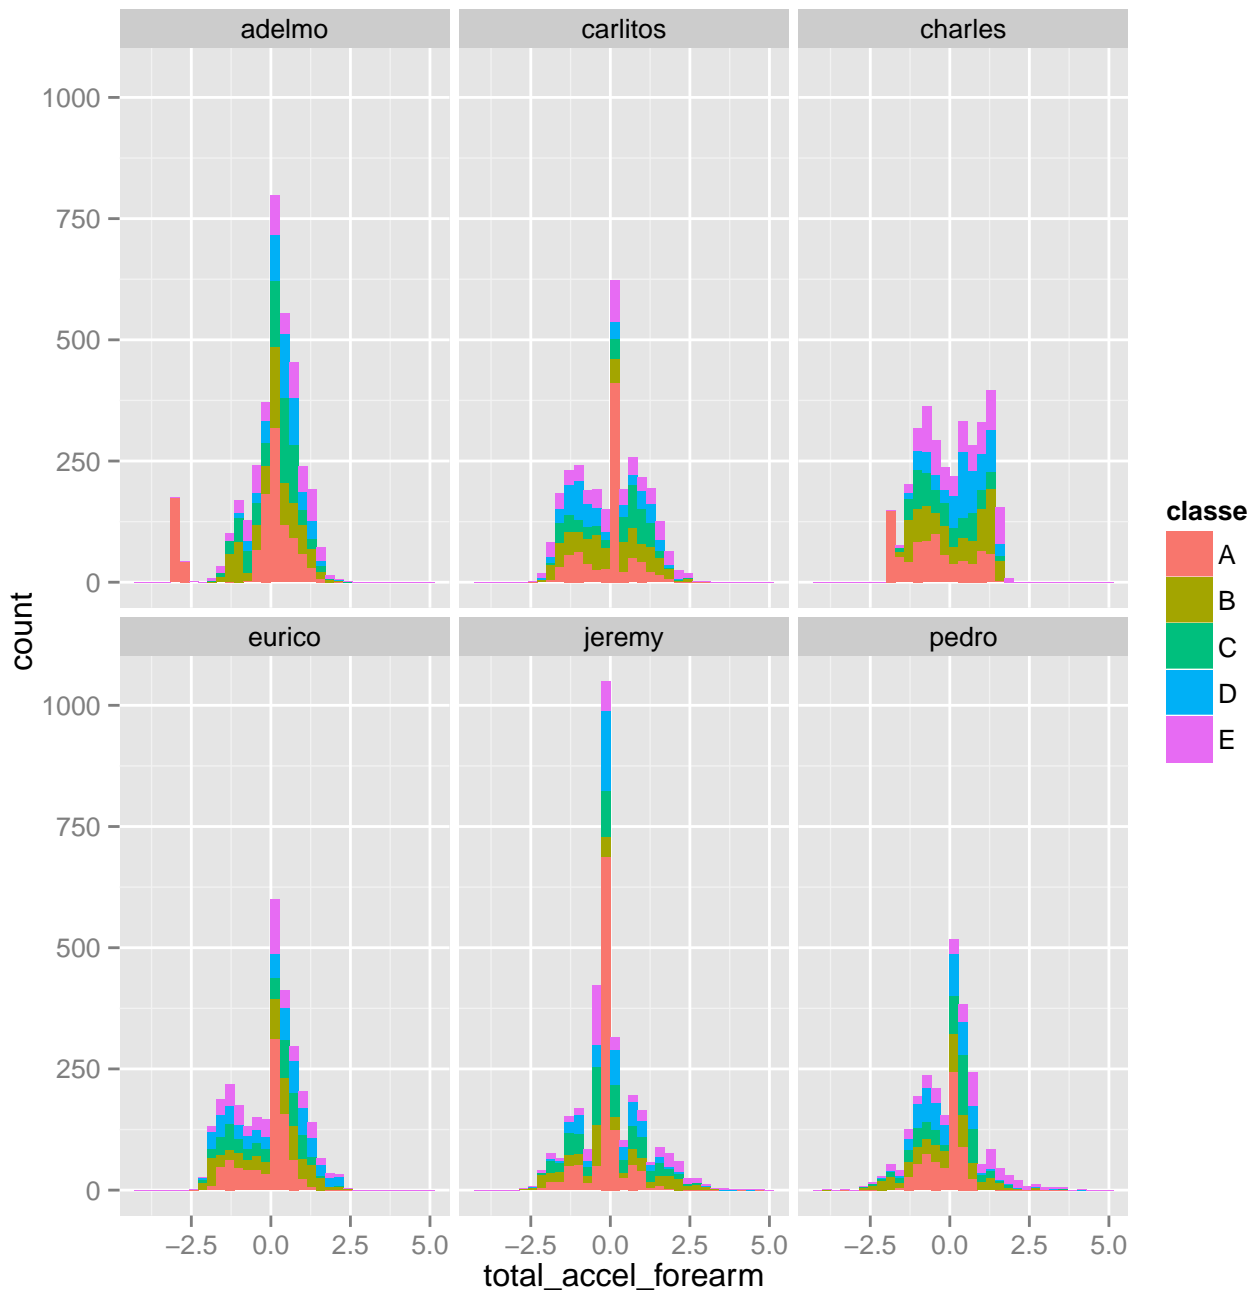 adelmo carlitos charles
1000
750
500
250
0
eurico jeremy pedro
1000
750
500
250
0
−2.5 0.0 2.5 5.0 −2.5 0.0 2.5 5.0 −2.5 0.0 2.5 5.0
total_accel_forearm
count
classe
A
B
C
D
E